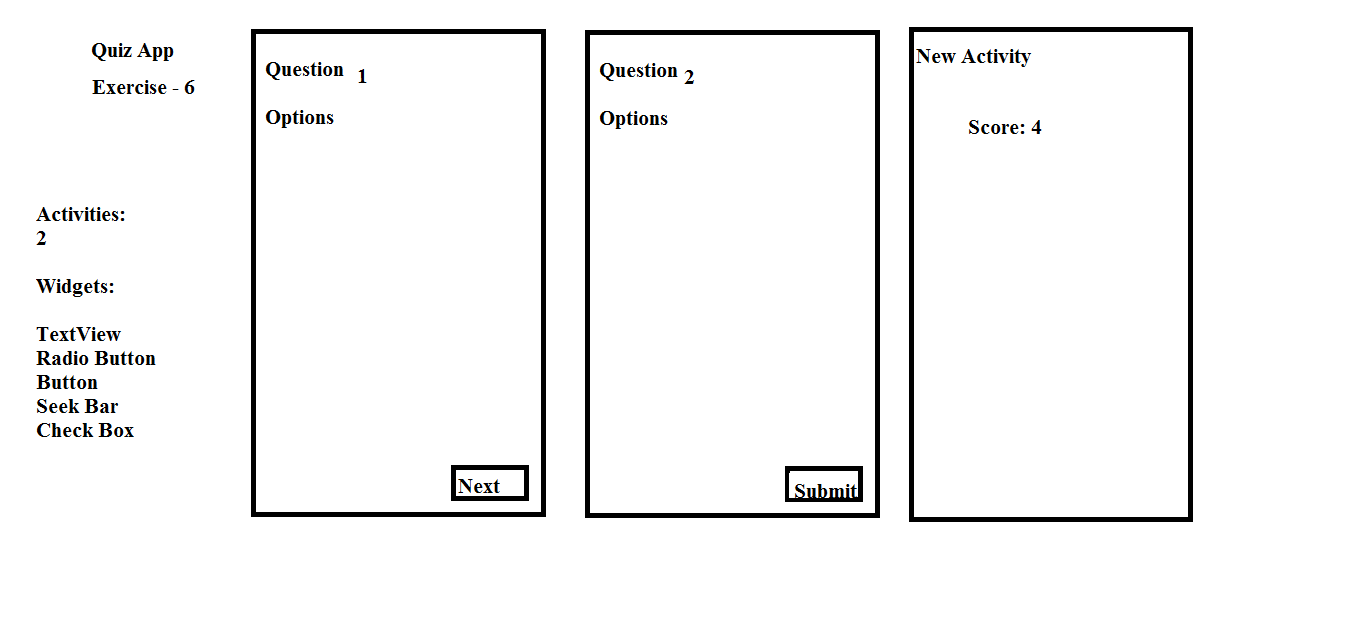 Quiz App
Exercise - 6
Activities:
2
Widgets:
TextView
Radio Button
Button
Seek Bar
Check Box
Question 1
Options
Next
Question 2
Options
Submit
New Activity
Score: 4